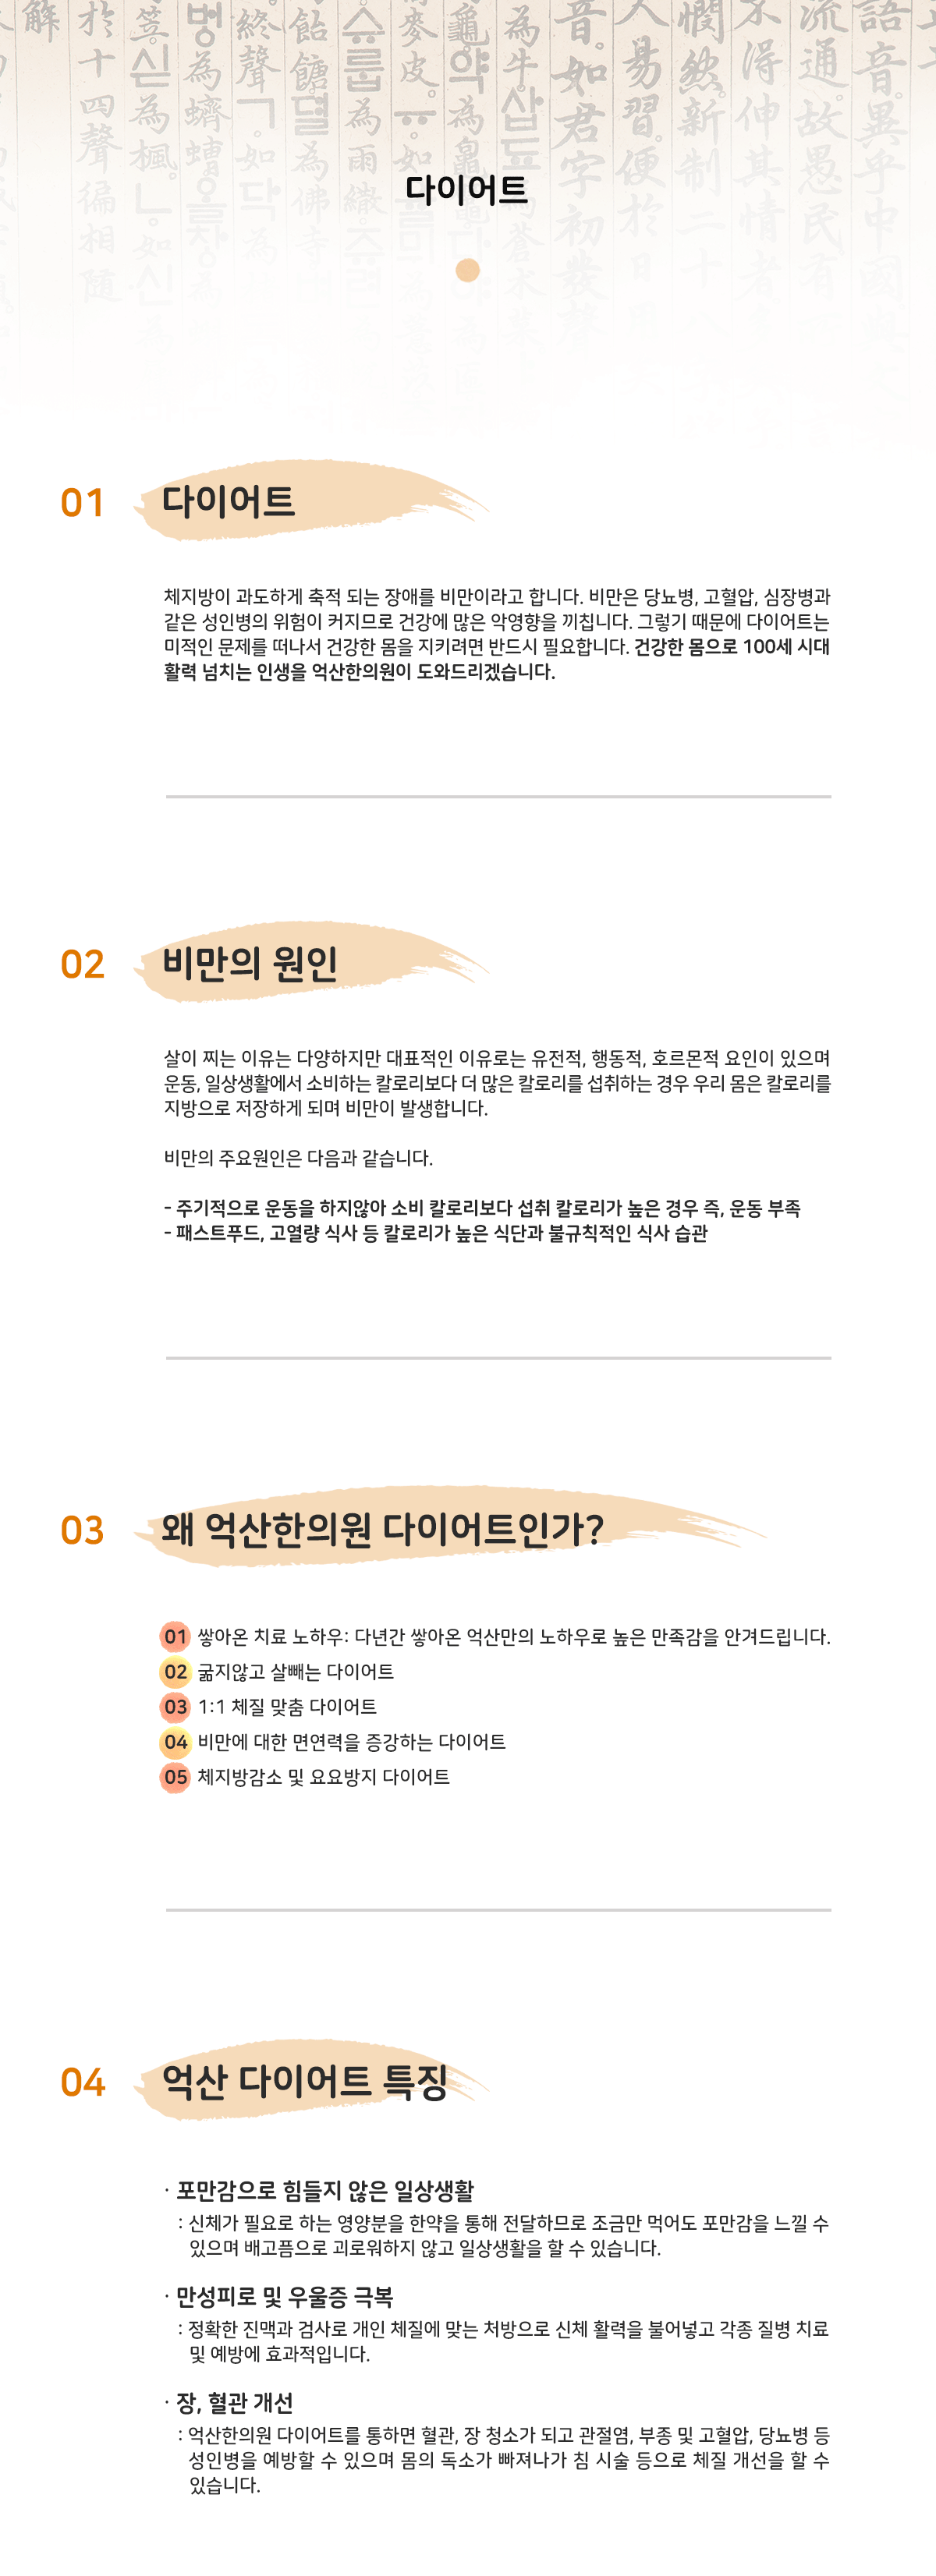 다이어트
01 다이어트
체지방이 과도하게 축적 되는 장애를 비만이라고 합니다. 비만은 당뇨병, 고혈압, 심장병과
같은 성인병의 위험이 커지므로 건강에 많은 악영향을 끼칩니다. 그렇기 때문에 다이어트는
미적인 문제를 떠나서 건강한 몸을 지키려면 반드시 필요합니다. 건강한 몸으로 100세 시대
활력 넘치는 인생을 억산한의원이 도와드리겠습니다.
02 비만의 원인
살이 찌는 이유는 다양하지만 대표적인 이유로는 유전적, 행동적, 호르몬적 요인이 있으며
운동, 일상생활에서 소비하는 칼로리보다 더 많은 칼로리를 섭취하는 경우 우리 몸은 칼로리를
지방으로 저장하게 되며 비만이 발생합니다.
비만의 주요원인은 다음과 같습니다.
- 주기적으로 운동을 하지않아 소비 칼로리보다 섭취 칼로리가 높은 경우 즉, 운동 부족
- 패스트푸드, 고열량 식사 등 칼로리가 높은 식단과 불규칙적인 식사 습관
03 왜 억산한의원 다이어트인가?
01 쌓아온 치료 노하우: 다년간 쌓아온 억산만의 노하우로 높은 만족감을 안겨드립니다.
02 굶지않고 살빼는 다이어트
03 1:1 체질 맞춤 다이어트
04 비만에 대한 면연력을 증강하는 다이어트
05 체지방감소 및 요요방지 다이어트
04 억산 다이어트 특징
· 포만감으로 힘들지 않은 일상생활
: 신체가 필요로 하는 영양분을 한약을 통해 전달하므로 조금만 먹어도 포만감을 느낄 수
있으며 배고픔으로 괴로워하지 않고 일상생활을 할 수 있습니다.
· 만성피로 및 우울증 극복
: 정확한 진맥과 검사로 개인 체질에 맞는 처방으로 신체 활력을 불어넣고 각종 질병 치료
및 예방에 효과적입니다.
· 장, 혈관 개선
: 억산한의원 다이어트를 통하면 혈관, 장 청소가 되고 관절염, 부종 및 고혈압, 당뇨병 등
성인병을 예방할 수 있으며 몸의 독소가 빠져나가 침 시술 등으로 체질 개선을 할 수
있습니다.